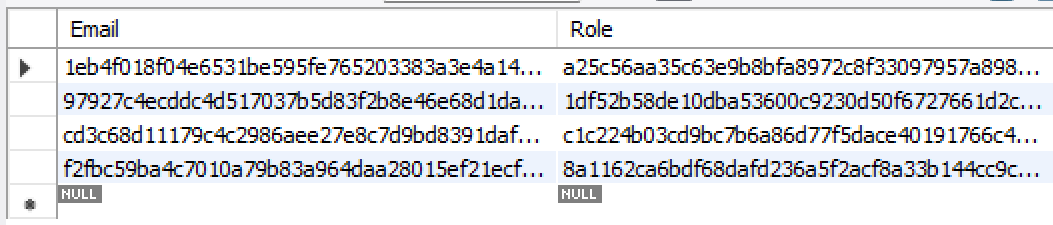 Email Role
1eb4f018f04e6531be595fe765203383a3e4a14... a25c56aa35c63e9b8bfa8972c8f33097957a898...
97927c4ecddc4d517037b5d83f2b8e46e68d1da... 1df52b58de10dba53600c9230d50f6727661d2c...
cd3c68d11179c4c2986aee27e8c7d9bd8391daf... c1c224b03cd9bc7b6a86d77f5dace40191766c4...
f2fbc59ba4c7010a79b83a964daa28015ef21ecf... 8a1162ca6bdf68dafd236a5f2acf8a33b144cc9c...
NULL NULL